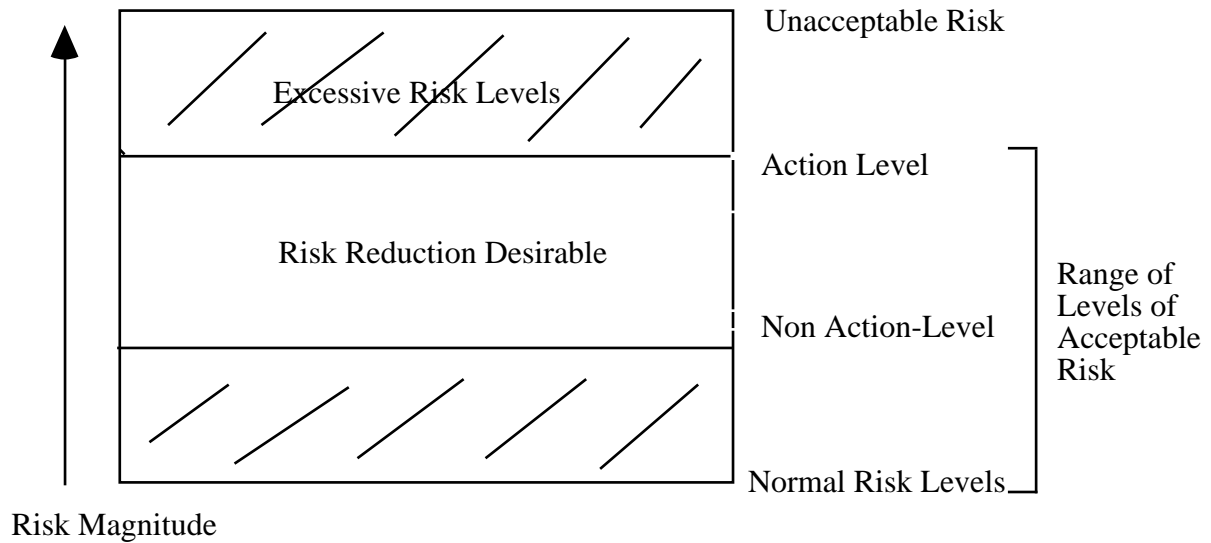 Unacceptable Risk
Excessive Risk Levels
Action Level
Risk Reduction Desirable
Range of
Levels of
Acceptable
Risk
Non Action-Level
Normal Risk Levels
Risk Magnitude